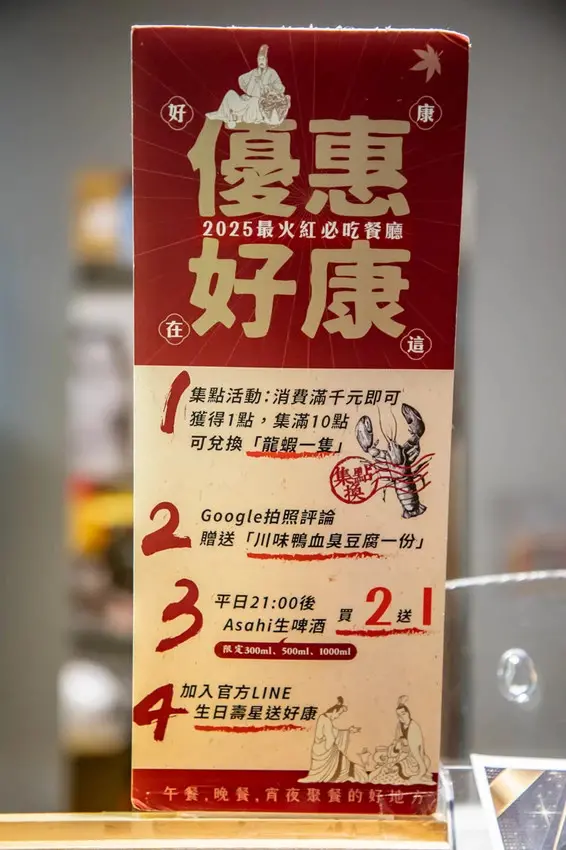 好
康
優惠
2025最火紅必吃餐廳
好康
在
這
1
集點活動：消費滿千元即可
獲得1點，集滿10點
可兌換「龍蝦一隻」
集點
換
2
Google拍照評論
贈送「川味鴨血臭豆腐一份」
3
平日21:00後
Asahi生啤酒
買2送1
限定300ml、500ml、1000ml
4
加入官方LINE
生日壽星送好康
午餐,晚餐,宵夜聚餐的好地方